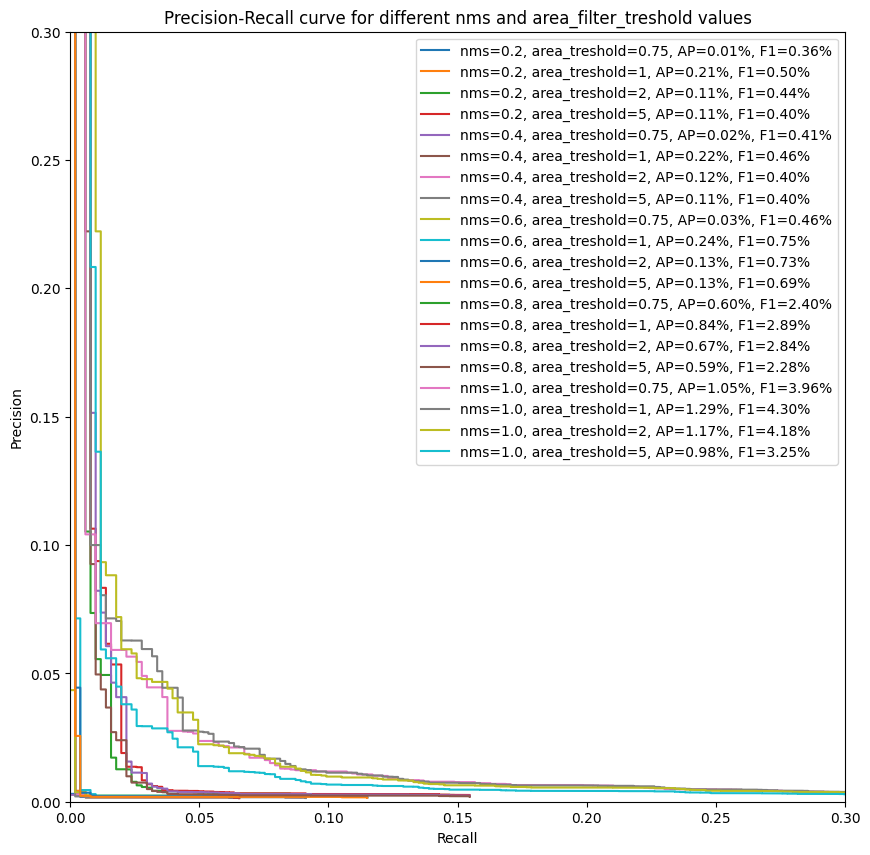 Precision-Recall curve for different nms and area_filter_treshold values
0.30
0.25
0.20
0.15
0.10
0.05
0.00
Precision
nms=0.2, area_treshold=0.75, AP=0.01%, F1=0.36%
nms=0.2, area_treshold=1, AP=0.21%, F1=0.50%
nms=0.2, area_treshold=2, AP=0.11%, F1=0.44%
nms=0.2, area_treshold=5, AP=0.11%, F1=0.40%
nms=0.4, area_treshold=0.75, AP=0.02%, F1=0.41%
nms=0.4, area_treshold=1, AP=0.22%, F1=0.46%
nms=0.4, area_treshold=2, AP=0.12%, F1=0.40%
nms=0.4, area_treshold=5, AP=0.11%, F1=0.40%
nms=0.6, area_treshold=0.75, AP=0.03%, F1=0.46%
nms=0.6, area_treshold=1, AP=0.24%, F1=0.75%
nms=0.6, area_treshold=2, AP=0.13%, F1=0.73%
nms=0.6, area_treshold=5, AP=0.13%, F1=0.69%
nms=0.8, area_treshold=0.75, AP=0.60%, F1=2.40%
nms=0.8, area_treshold=1, AP=0.84%, F1=2.89%
nms=0.8, area_treshold=2, AP=0.67%, F1=2.84%
nms=0.8, area_treshold=5, AP=0.59%, F1=2.28%
nms=1.0, area_treshold=0.75, AP=1.05%, F1=3.96%
nms=1.0, area_treshold=1, AP=1.29%, F1=4.30%
nms=1.0, area_treshold=2, AP=1.17%, F1=4.18%
nms=1.0, area_treshold=5, AP=0.98%, F1=3.25%
0.00 0.05 0.10 0.15 0.20 0.25 0.30
Recall